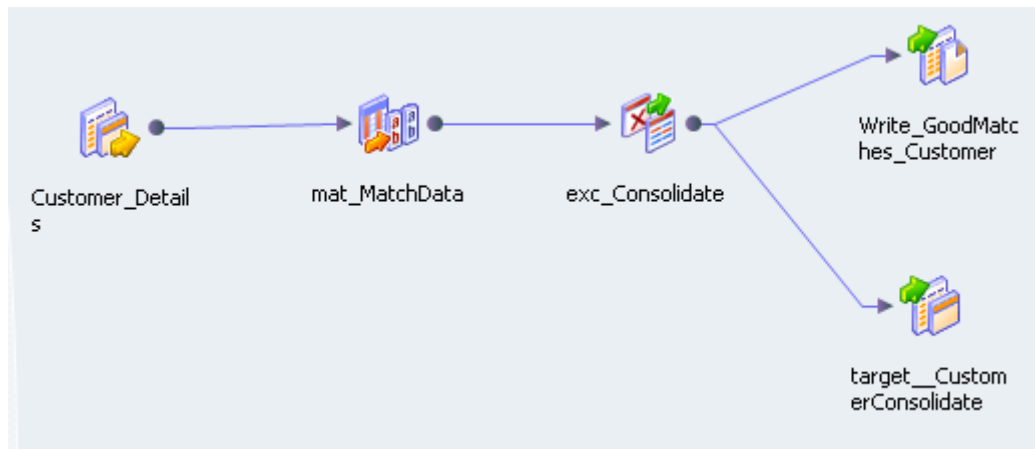 Customer_Detail
s
mat_MatchData
exc_Consolidate
Write_GoodMatc
hes_Customer
target__Custom
erConsolidate